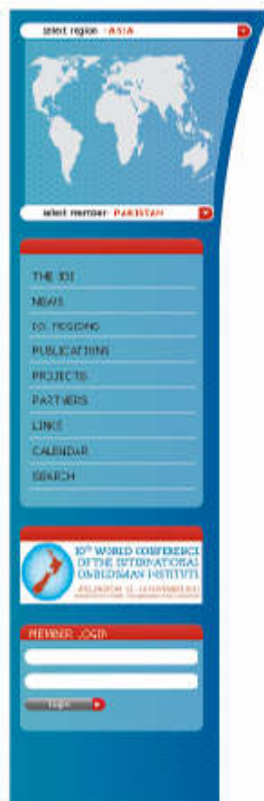 select region: ASIA
select member: PAKISTAN
THE IOI
NEWS
IOI REGIONS
PUBLICATIONS
PROJECTS
PARTNERS
LINKS
CALENDAR
SEARCH
10TH WORLD CONFERENCE
OF THE INTERNATIONAL
OMBUDSMAN INSTITUTE
WELLINGTON
MEMBER LOGIN
login